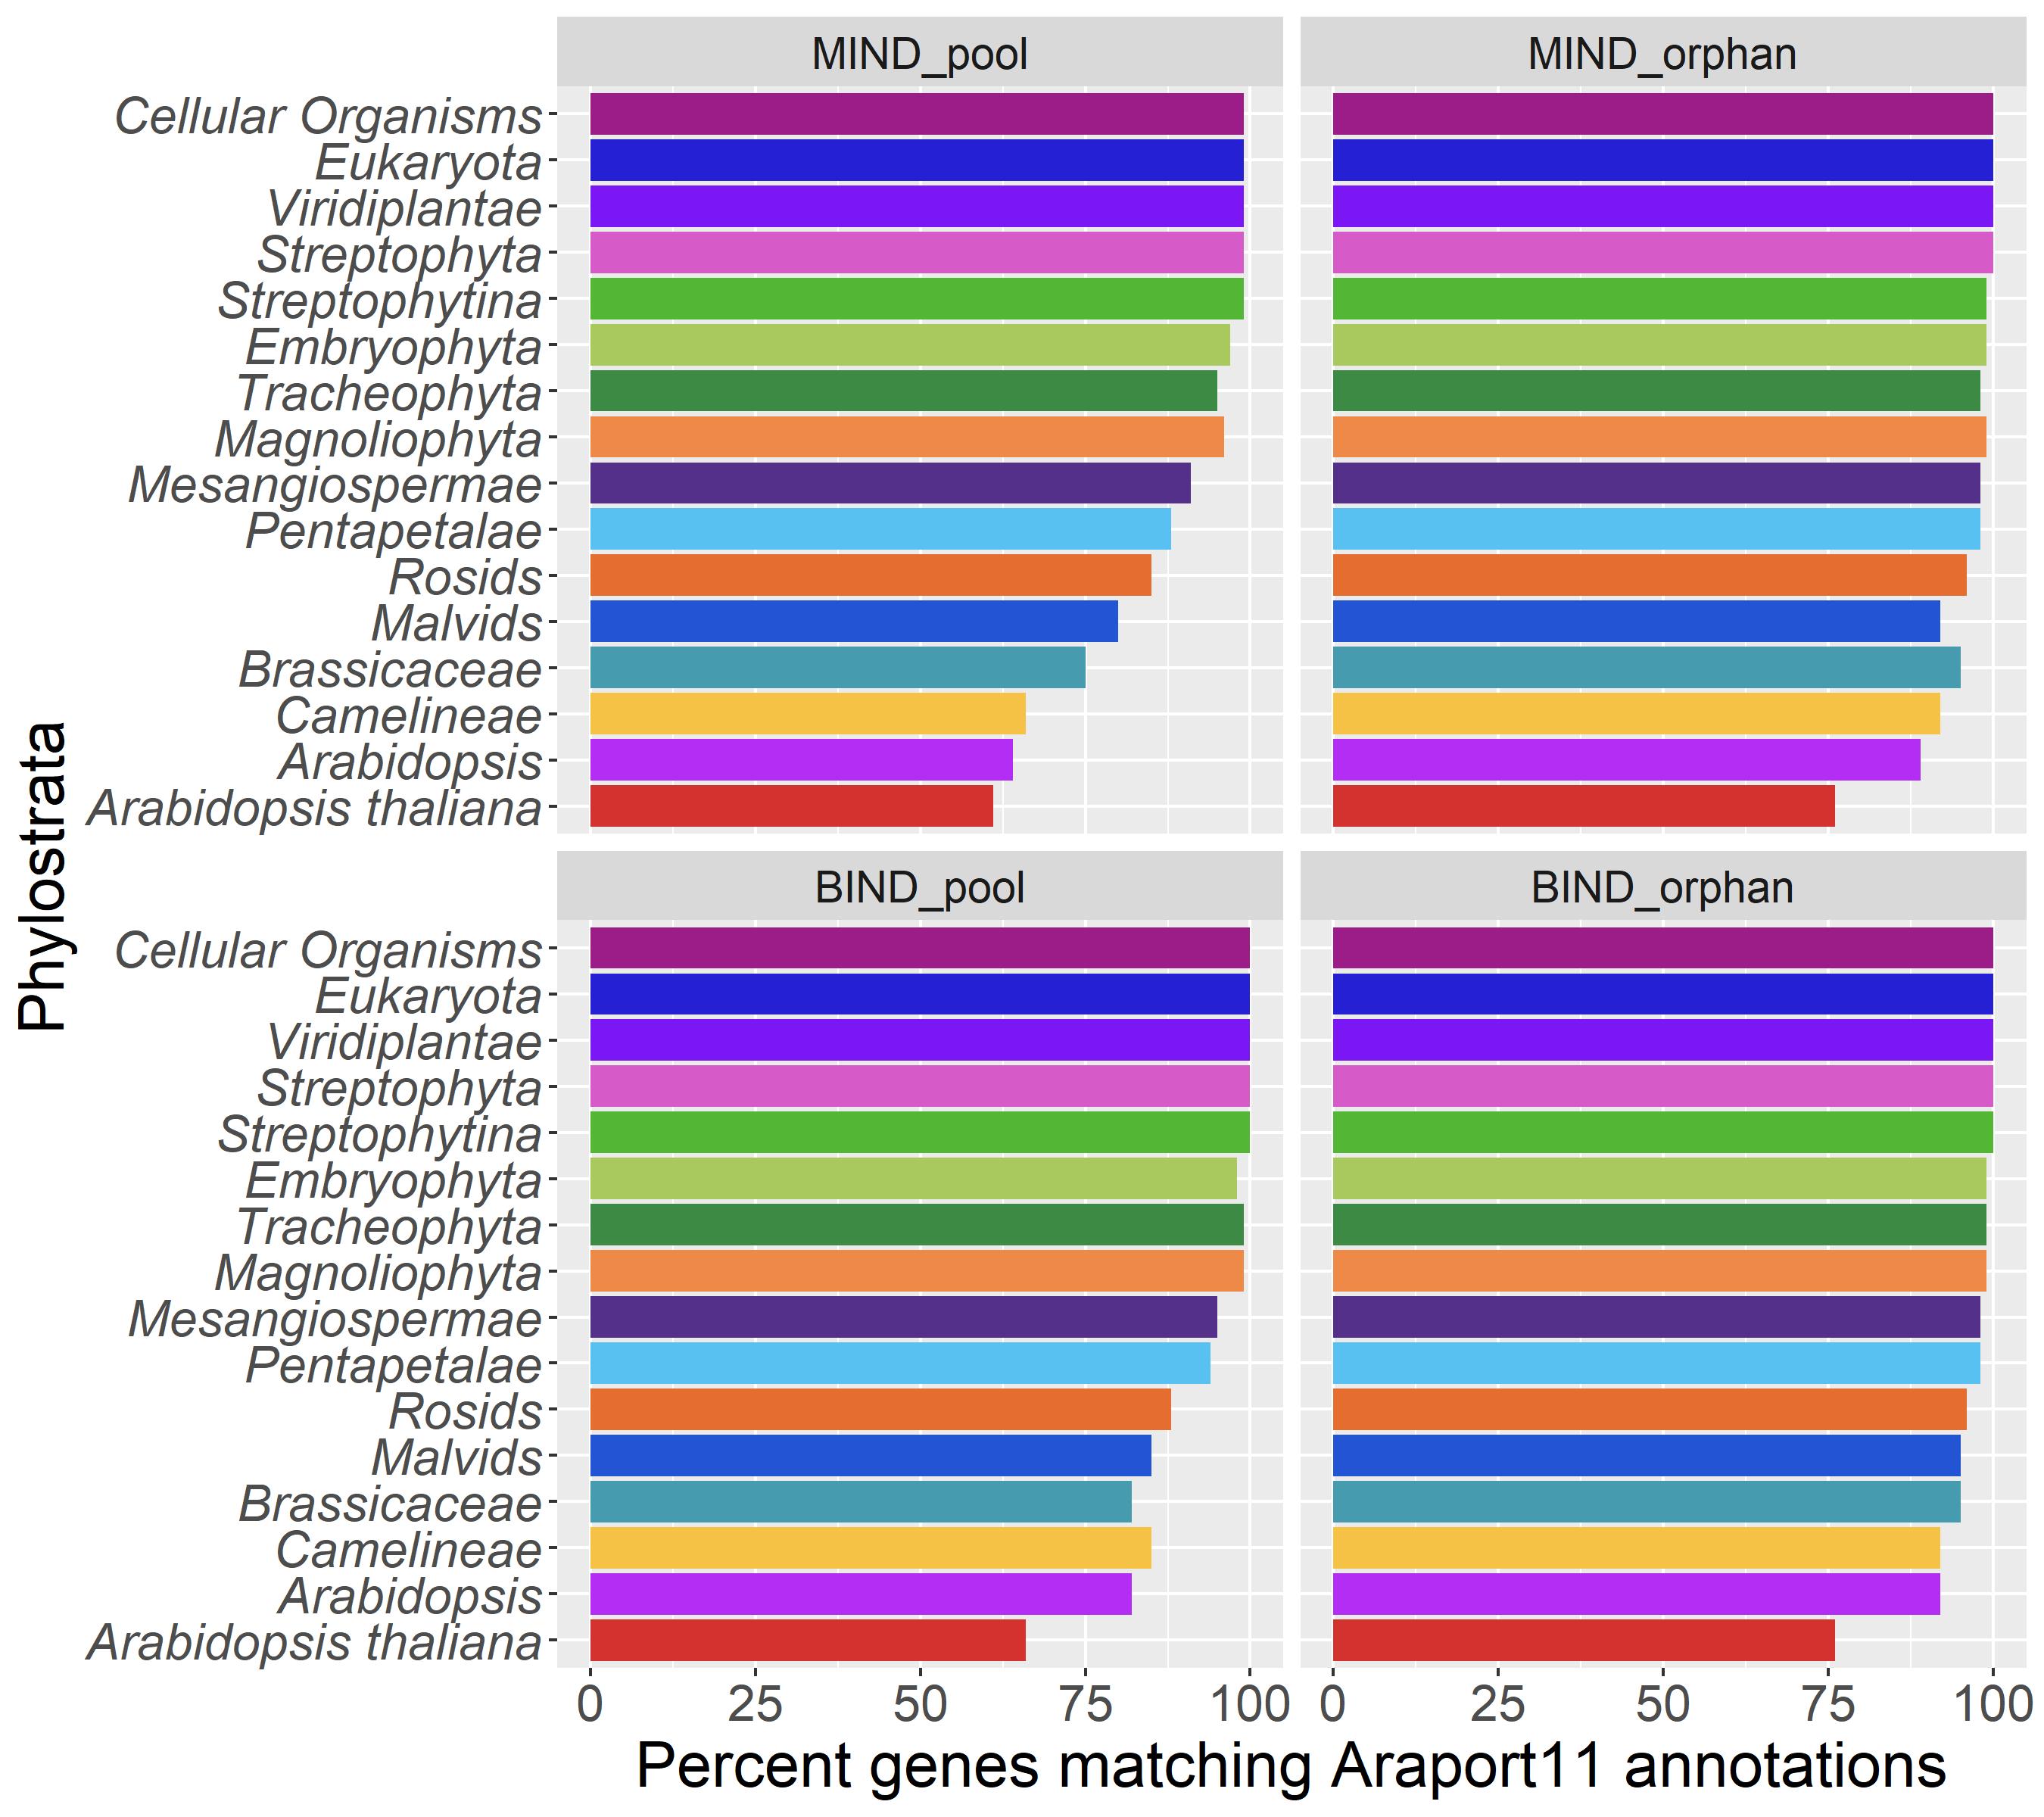 MIND_pool
MIND_orphan
Cellular Organisms
Eukaryota
Viridiplantae
Streptophyta
Streptophytina
Embryophyta
Tracheophyta
Magnoliophyta
Mesangiospermae
Pentapetalae
Rosids
Malvids
Brassicaceae
Camelineae
Arabidopsis
Arabidopsis thaliana
Phylostrata
BIND_pool
BIND_orphan
Cellular Organisms
Eukaryota
Viridiplantae
Streptophyta
Streptophytina
Embryophyta
Tracheophyta
Magnoliophyta
Mesangiospermae
Pentapetalae
Rosids
Malvids
Brassicaceae
Camelineae
Arabidopsis
Arabidopsis thaliana
0 25 50 75 100 0 25 50 75 100
Percent genes matching Araport11 annotations